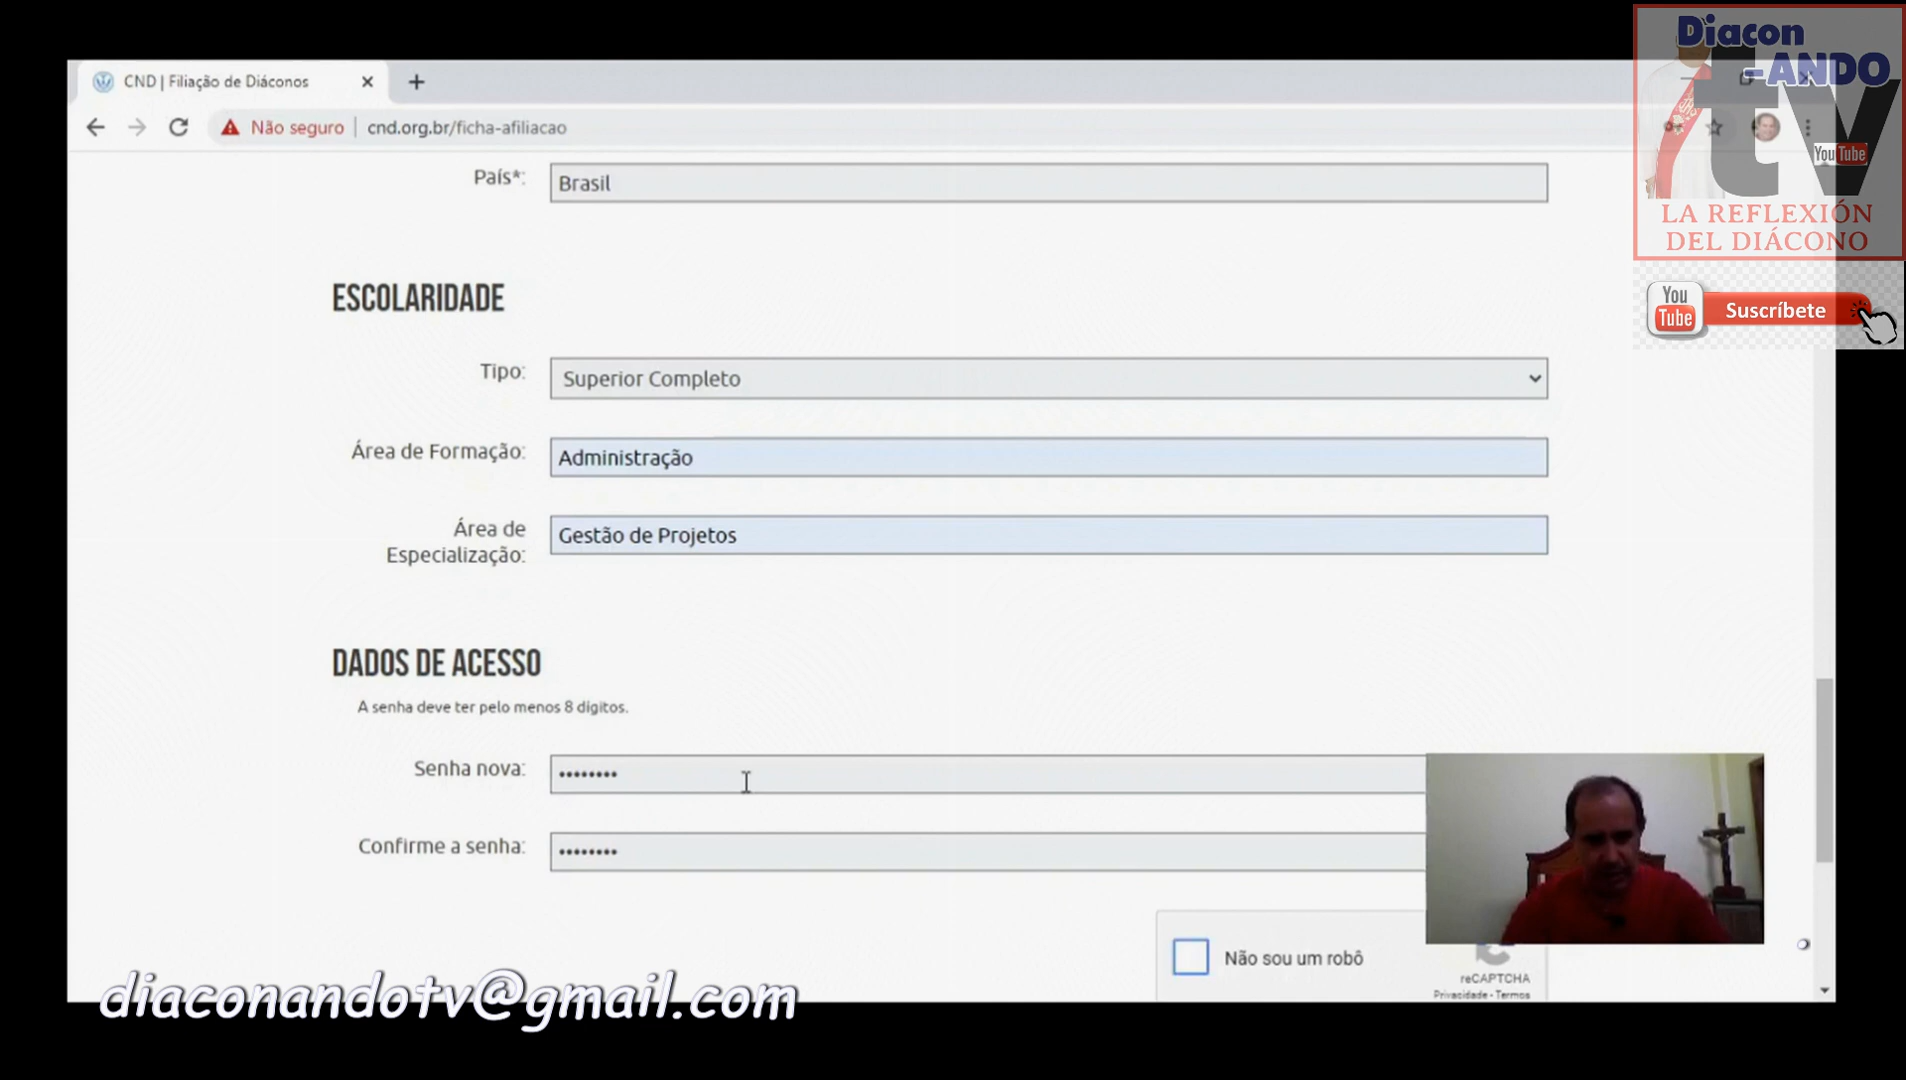 Diacon
-ANDO
tv
You Tube
LA REFLEXIÓN
DEL DIÁCONO
You
Tube
Suscríbete
CND | Filiação de Diáconos
Não seguro
cnd.org.br/ficha-afiliacao
País*:
Brasil
ESCOLARIDADE
Tipo:
Superior Completo
Área de Formação:
Administração
Área de
Especialização:
Gestão de Projetos
DADOS DE ACESSO
A senha deve ter pelo menos 8 dígitos.
Senha nova:
••••••••
Confirme a senha:
••••••••
Não sou um robô
reCAPTCHA
Privacidade - Termos
diaconandotv@gmail.com